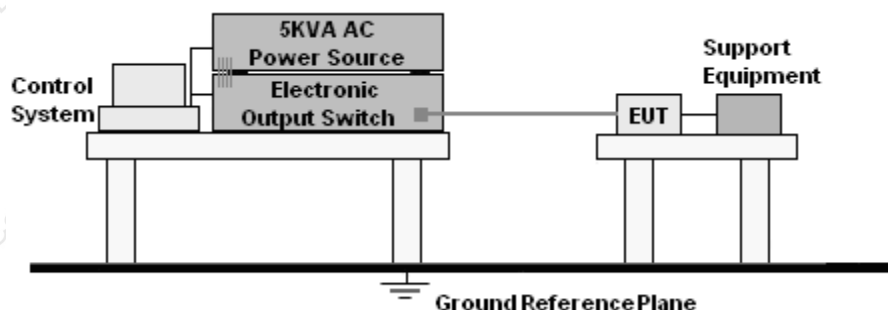 5KVA AC
Power Source
Electronic
Output Switch
Control
System
EUT
Support
Equipment
Ground Reference Plane